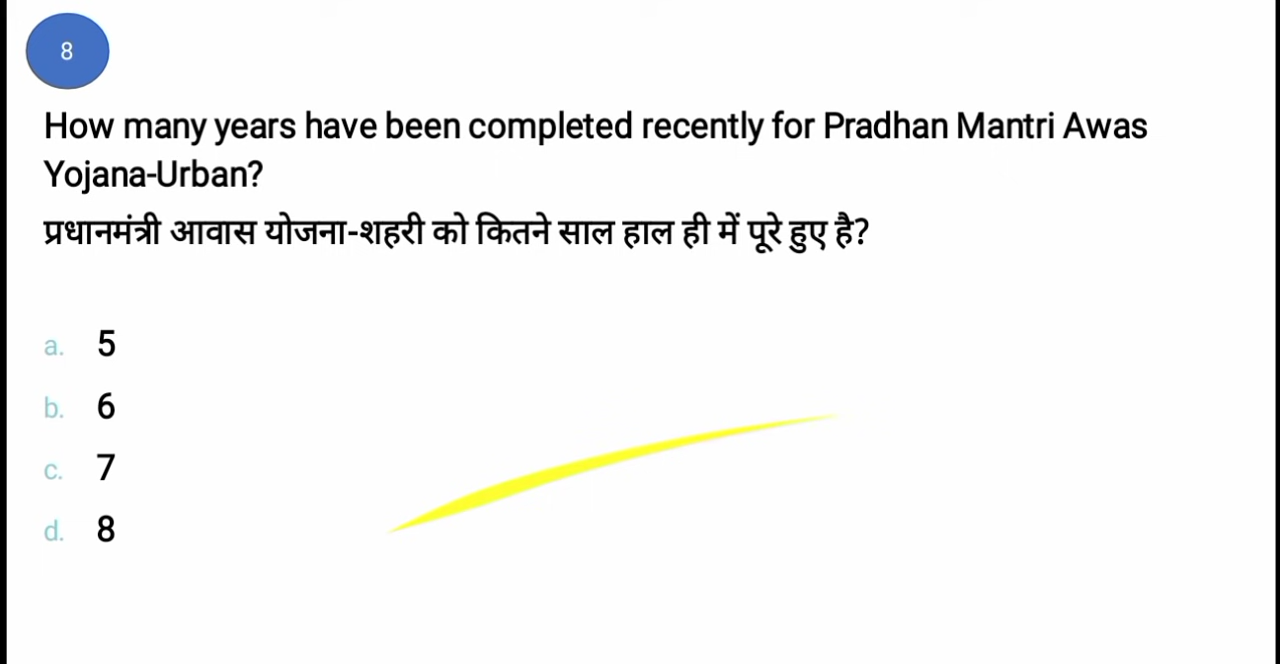 8
How many years have been completed recently for Pradhan Mantri Awas
Yojana-Urban?
प्रधानमंत्री आवास योजना-शहरी को कितने साल हाल ही में पूरे हुए है?
a. 5
b. 6
c. 7
d. 8